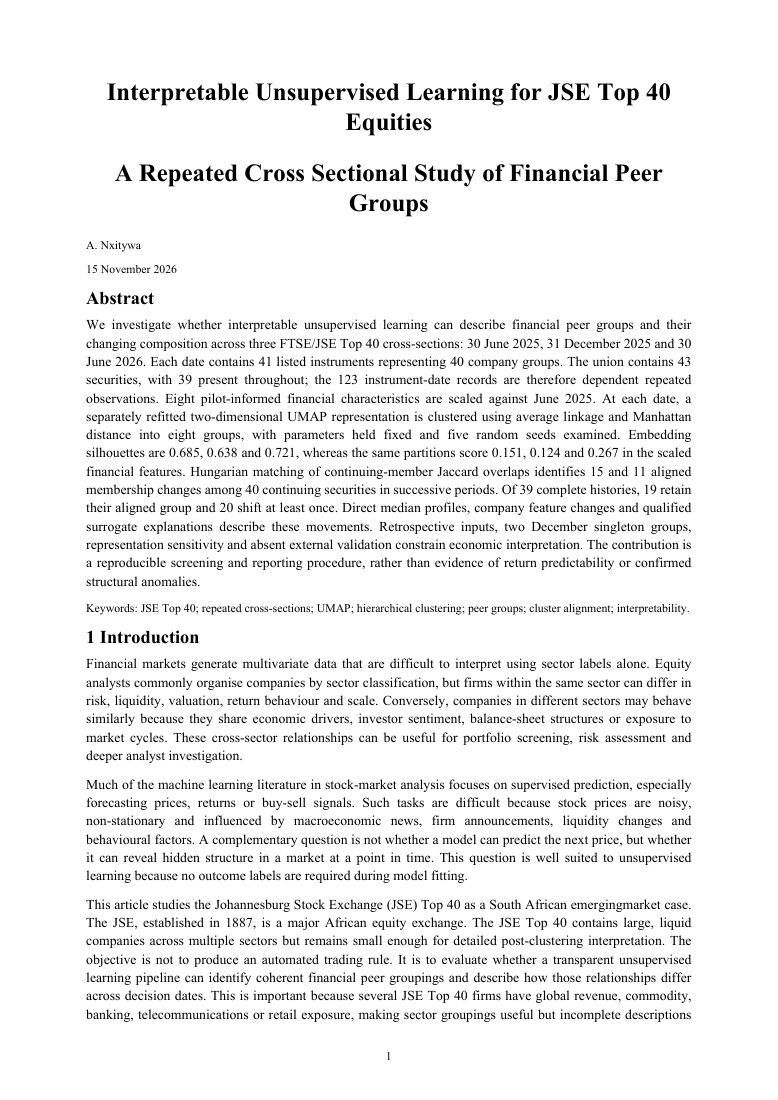 Interpretable Unsupervised Learning for JSE Top 40
Equities
A Repeated Cross Sectional Study of Financial Peer
Groups
A. Nxitywa
15 November 2026
Abstract
We investigate whether interpretable unsupervised learning can describe financial peer groups and their
changing composition across three FTSE/JSE Top 40 cross-sections: 30 June 2025, 31 December 2025 and 30
June 2026. Each date contains 41 listed instruments representing 40 company groups. The union contains 43
securities, with 39 present throughout; the 123 instrument-date records are therefore dependent repeated
observations. Eight pilot-informed financial characteristics are scaled against June 2025. At each date, a
separately refitted two-dimensional UMAP representation is clustered using average linkage and Manhattan
distance into eight groups, with parameters held fixed and five random seeds examined. Embedding
silhouettes are 0.685, 0.638 and 0.721, whereas the same partitions score 0.151, 0.124 and 0.267 in the scaled
financial features. Hungarian matching of continuing-member Jaccard overlaps identifies 15 and 11 aligned
membership changes among 40 continuing securities in successive periods. Of 39 complete histories, 19 retain
their aligned group and 20 shift at least once. Direct median profiles, company feature changes and qualified
surrogate explanations describe these movements. Retrospective inputs, two December singleton groups,
representation sensitivity and absent external validation constrain economic interpretation. The contribution is
a reproducible screening and reporting procedure, rather than evidence of return predictability or confirmed
structural anomalies.
Keywords: JSE Top 40; repeated cross-sections; UMAP; hierarchical clustering; peer groups; cluster alignment; interpretability.
1 Introduction
Financial markets generate multivariate data that are difficult to interpret using sector labels alone. Equity
analysts commonly organise companies by sector classification, but firms within the same sector can differ in
risk, liquidity, valuation, return behaviour and scale. Conversely, companies in different sectors may behave
similarly because they share economic drivers, investor sentiment, balance-sheet structures or exposure to
market cycles. These cross-sector relationships can be useful for portfolio screening, risk assessment and
deeper analyst investigation.
Much of the machine learning literature in stock-market analysis focuses on supervised prediction, especially
forecasting prices, returns or buy-sell signals. Such tasks are difficult because stock prices are noisy,
non-stationary and influenced by macroeconomic news, firm announcements, liquidity changes and
behavioural factors. A complementary question is not whether a model can predict the next price, but whether
it can reveal hidden structure in a market at a point in time. This question is well suited to unsupervised
learning because no outcome labels are required during model fitting.
This article studies the Johannesburg Stock Exchange (JSE) Top 40 as a South African emergingmarket case.
The JSE, established in 1887, is a major African equity exchange. The JSE Top 40 contains large, liquid
companies across multiple sectors but remains small enough for detailed post-clustering interpretation. The
objective is not to produce an automated trading rule. It is to evaluate whether a transparent unsupervised
learning pipeline can identify coherent financial peer groupings and describe how those relationships differ
across decision dates. This is important because several JSE Top 40 firms have global revenue, commodity,
banking, telecommunications or retail exposure, making sector groupings useful but incomplete descriptions
1